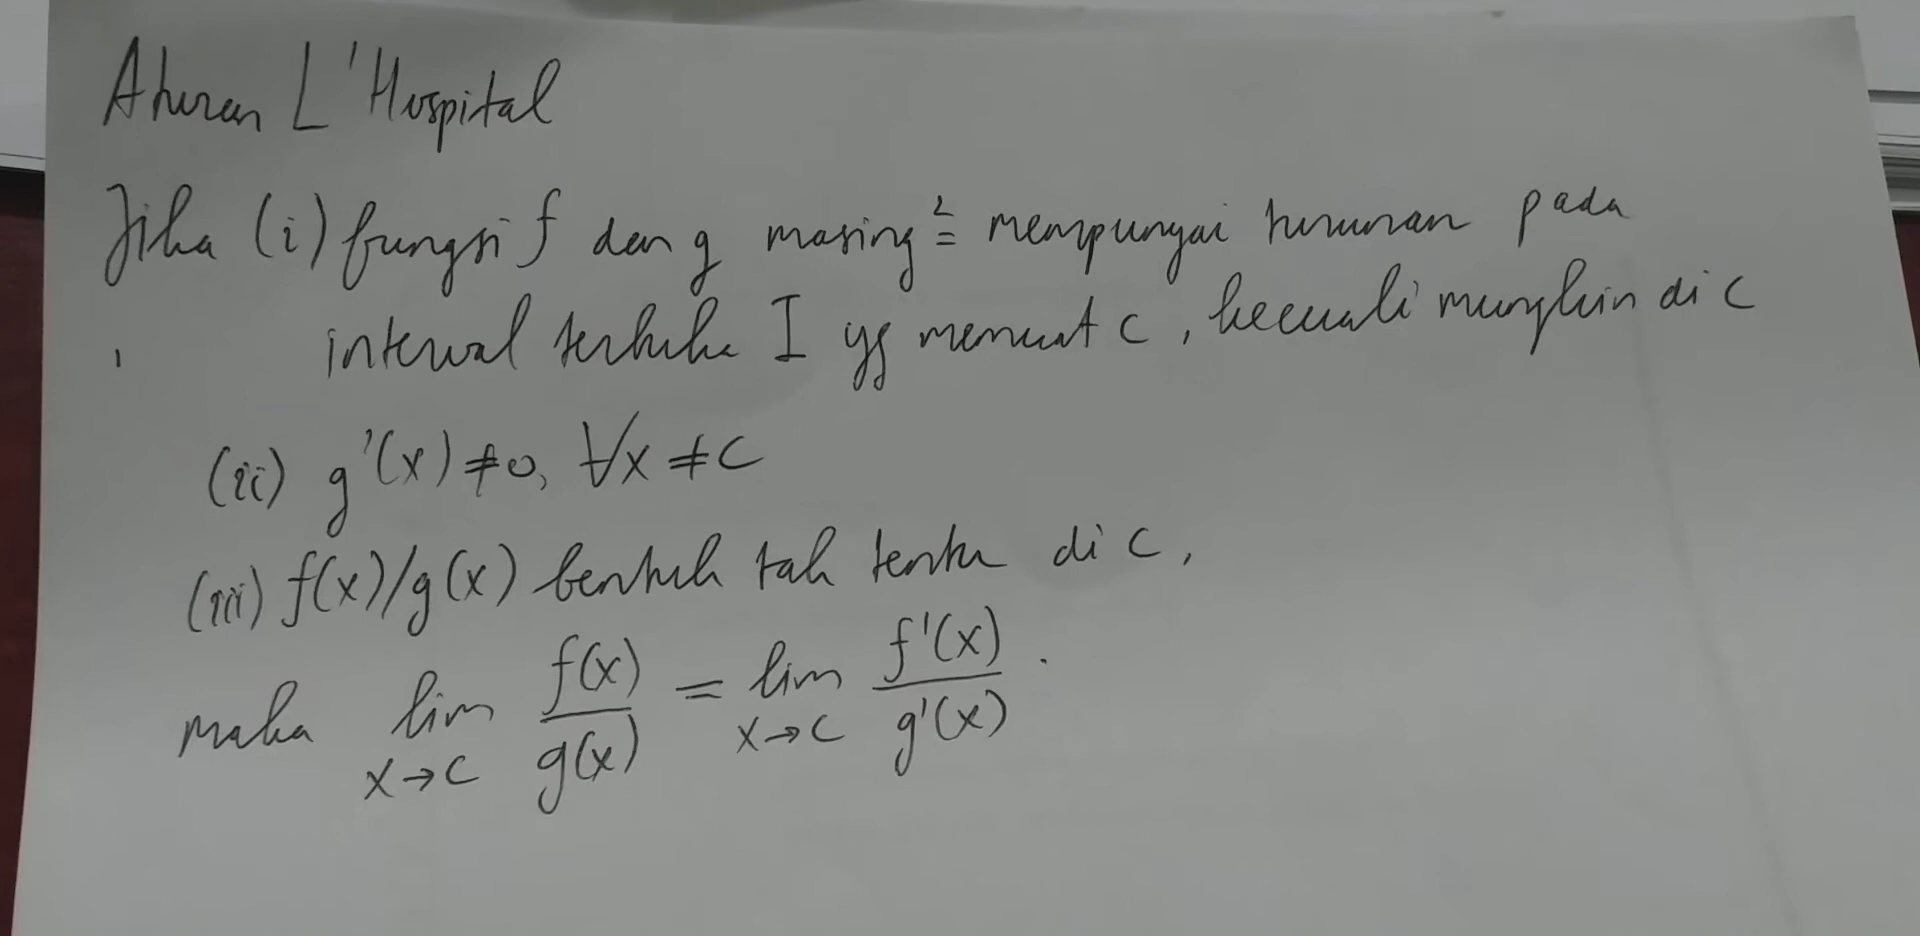 Aturan L'Hospital
Jika (i) fungsi f dan g masing²= mempunyai turunan pada
interval terbuka I yg memuat c, kecuali mungkin di c
(ii) g'(x) ≠ 0, ∀x ≠ c
(iii) f(x)/g(x) bentuk tak tentu di c,
maka lim x→c f(x)/g(x) = lim x→c f'(x)/g'(x).